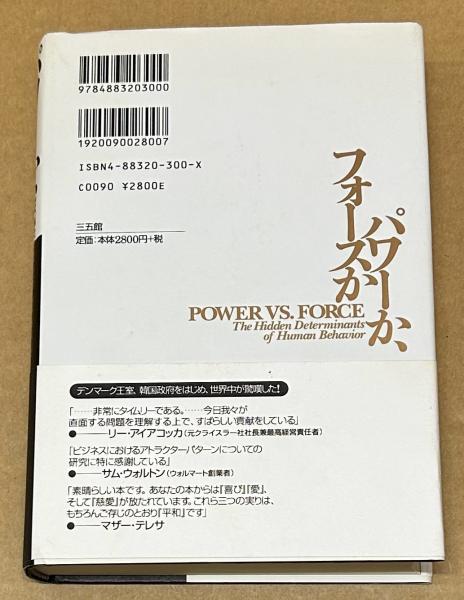 9784883203000
1920090028007
ISBN4-88320-300-X
C0090 ¥2800E
三五館
定価:本体2800円+税
パワーか、
フォースか
POWER VS. FORCE
The Hidden Determinants
of Human Behavior
デンマーク王室、韓国政府をはじめ、世界中が驚嘆した!
「……非常にタイムリーである。……今日我々が
直面する問題を理解する上で、すばらしい貢献をしている」
●――リー・アイアコッカ(元クライスラー社社長兼最高経営責任者)
「ビジネスにおけるアトラクターパターンについての
研究に特に感謝している」
●――サム・ウォルトン(ウォルマート創業者)
「素晴らしい本です。あなたの本からは『喜び』『愛』、
そして『慈愛』が放たれています。これら三つの実りは、
もちろんご存じのとおり『平和』です」
●――マザー・テレサ